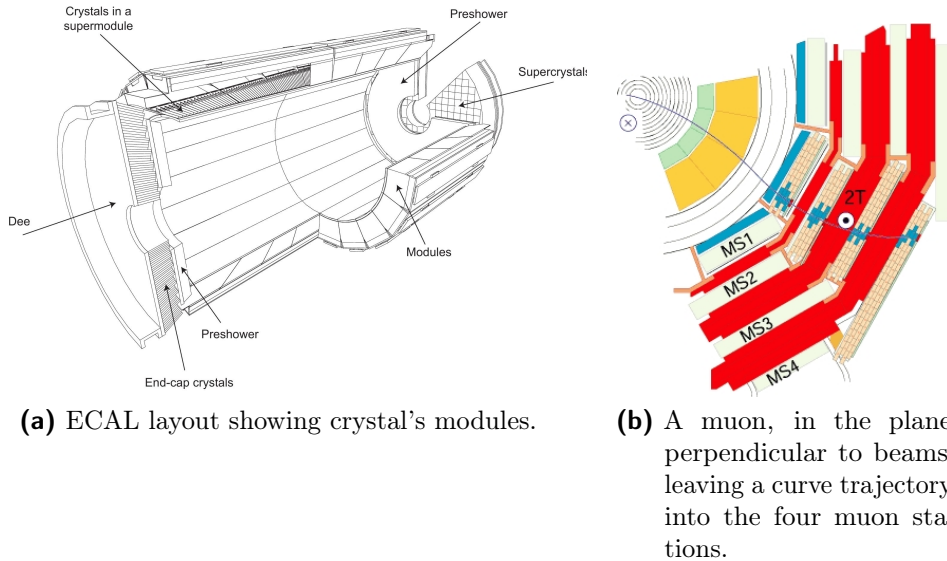 Crystals in a
supermodule
Preshower
Supercrystals
Dee
Modules
Preshower
End-cap crystals
2T
MS1
MS2
MS3
MS4
(a) ECAL layout showing crystal's modules.
(b) A muon, in the plane
perpendicular to beams
leaving a curve trajectory
into the four muon sta
tions.